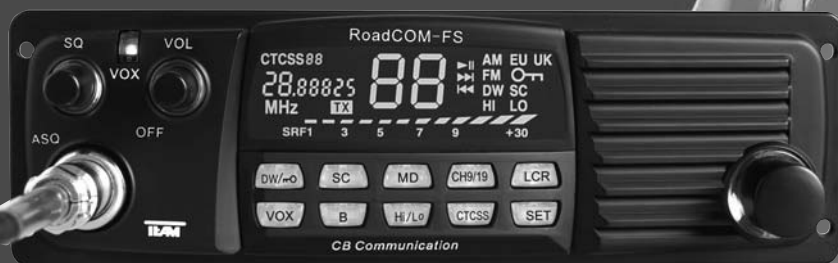 RoadCOM-FS
SQ
VOL
VOX
OFF
ASQ
TEAM
CTCSS88
28.88825
MHz TX
88
AM EU UK
FM
DW SC
HI LO
SRF1 3 5 7 9 +30
DW/ SC MD CH9/19 LCR
VOX B Hi/Lo CTCSS SET
CB Communication